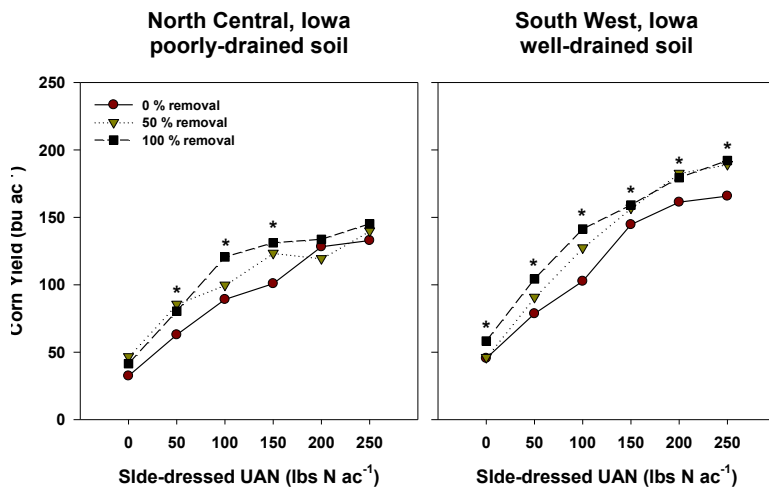 North Central, Iowa
poorly-drained soil
South West, Iowa
well-drained soil
Corn Yield (bu ac⁻¹)
250
200
150
100
50
0
0 % removal
50 % removal
100 % removal
*
*
*
*
*
*
*
*
*
0 50 100 150 200 250
0 50 100 150 200 250
SIde-dressed UAN (lbs N ac⁻¹)
SIde-dressed UAN (lbs N ac⁻¹)